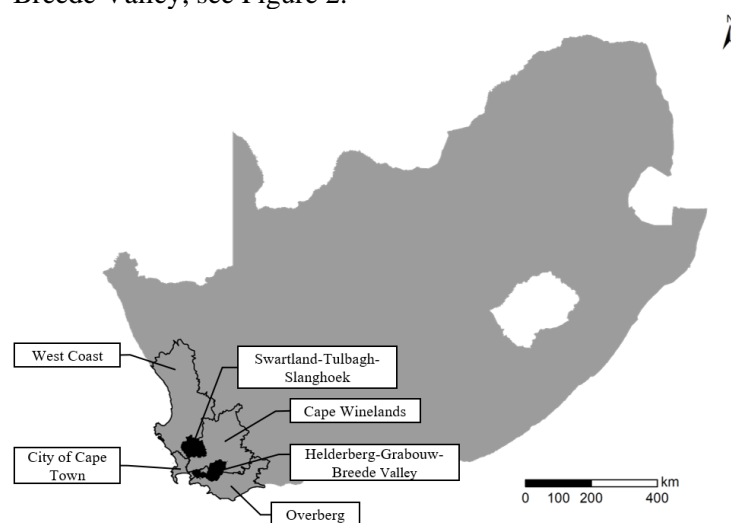 Breede Valley, see Figure 2.
N
West Coast
Swartland-Tulbagh-
Slanghoek
Cape Winelands
City of Cape
Town
Helderberg-Grabouw-
Breede Valley
Overberg
km
0 100 200 400